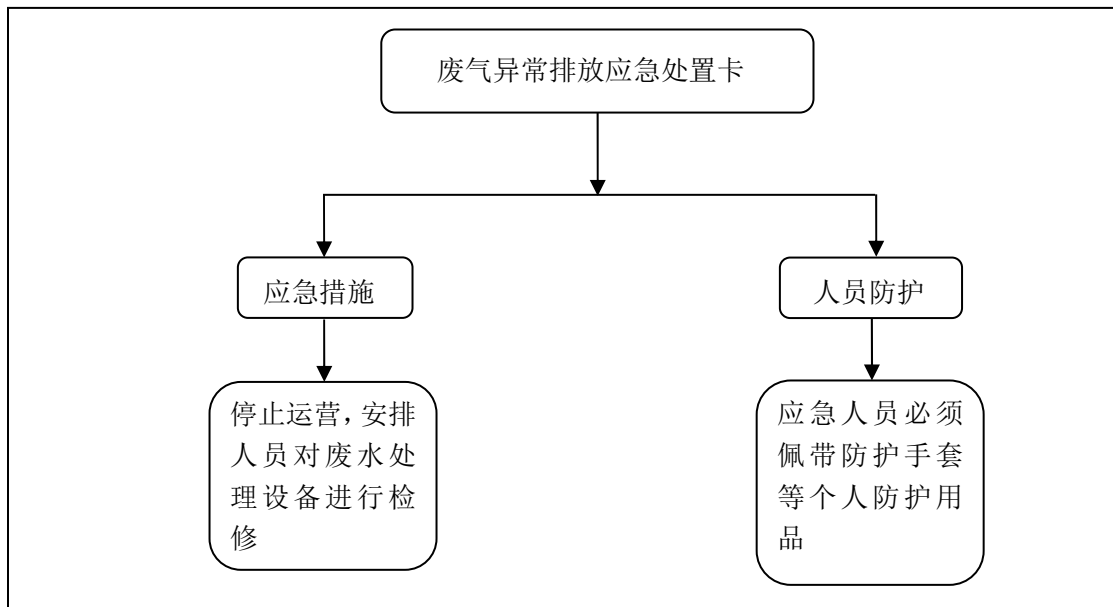 废气异常排放应急处置卡
应急措施
人员防护
停止运营，安排
人员对废水处
理设备进行检
修
应急人员必须
佩带防护手套
等个人防护用
品